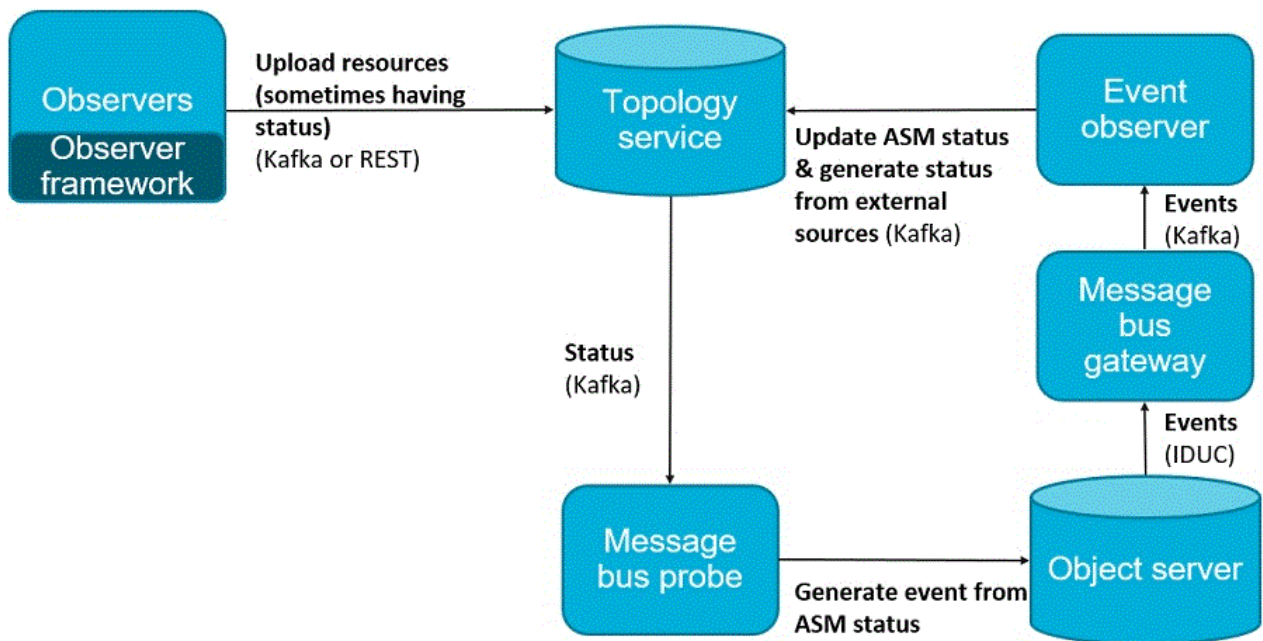 Observers
Observer
framework
Upload resources
(sometimes having
status)
(Kafka or REST)
Topology
service
Update ASM status
& generate status
from external
sources (Kafka)
Event
observer
Events
(Kafka)
Message
bus
gateway
Events
(IDUC)
Status
(Kafka)
Message
bus probe
Generate event from
ASM status
Object server